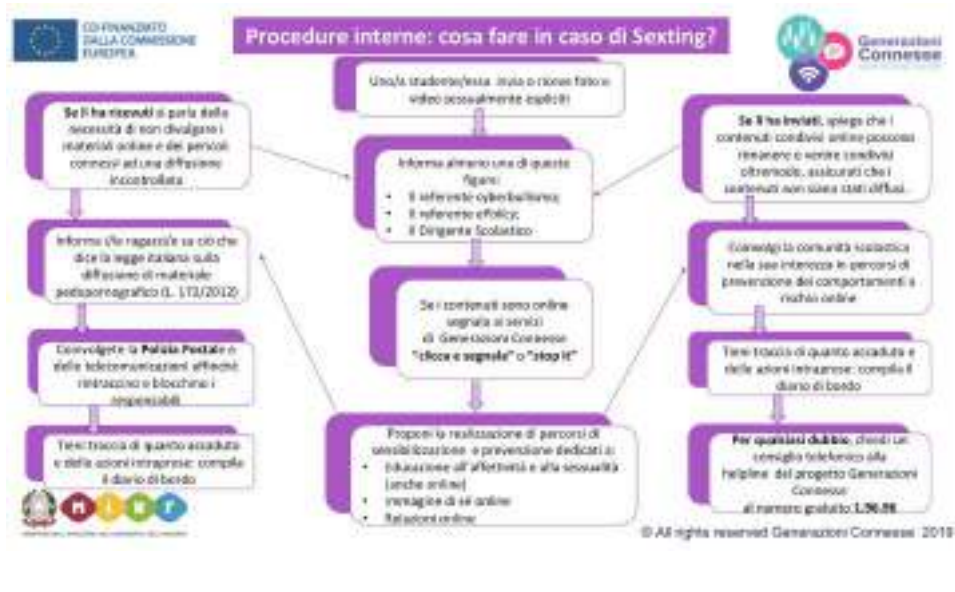 CO-FINANZIATO
DALLA COMMISSIONE
EUROPEA
Procedure interne: cosa fare in caso di Sexting?
Generazioni
Connesse
Uno/a studente/essa invia o riceve foto o
video sessualmente espliciti
Se li ha ricevuti si parla della
necessità di non divulgare i
materiali online e dei pericoli
connessi ad una diffusione
incontrollata
Informa i/le ragazzi/e su ciò che
dice la legge italiana sulla
diffusione di materiale
pedopornografico (L. 172/2012)
Coinvolgete la Polizia Postale e
delle telecomunicazioni affinché
rintraccino e blocchino i
responsabili
Tieni traccia di quanto accaduto
e delle azioni intraprese: compila
il diario di bordo
Informa almeno una di queste
figure:
• Il referente cyberbullismo;
• Il referente ePolicy;
• Il Dirigente Scolastico
Se i contenuti sono online
segnala ai servizi
di Generazioni Connesse
"clicca e segnala" o "stop it"
Proponi la realizzazione di percorsi di
sensibilizzazione e prevenzione dedicati a:
• Educazione all'affettività e alla sessualità
(anche online)
• Immagine di sé online
• Relazioni online
Se li ha inviati, spiega che i
contenuti condivisi online possono
rimanere o venire condivisi
oltremodo, assicurati che i
contenuti non siano stati diffusi.
Coinvolgi la comunità scolastica
nella sua interezza in percorsi di
prevenzione dei comportamenti a
rischio online
Tieni traccia di quanto accaduto e
delle azioni intraprese: compila il
diario di bordo
Per qualsiasi dubbio, chiedi un
consiglio telefonico alla
helpline del progetto Generazioni
Connesse
al numero gratuito 1.96.96
MIUR
© All rights reserved Generazioni Connesse 2019